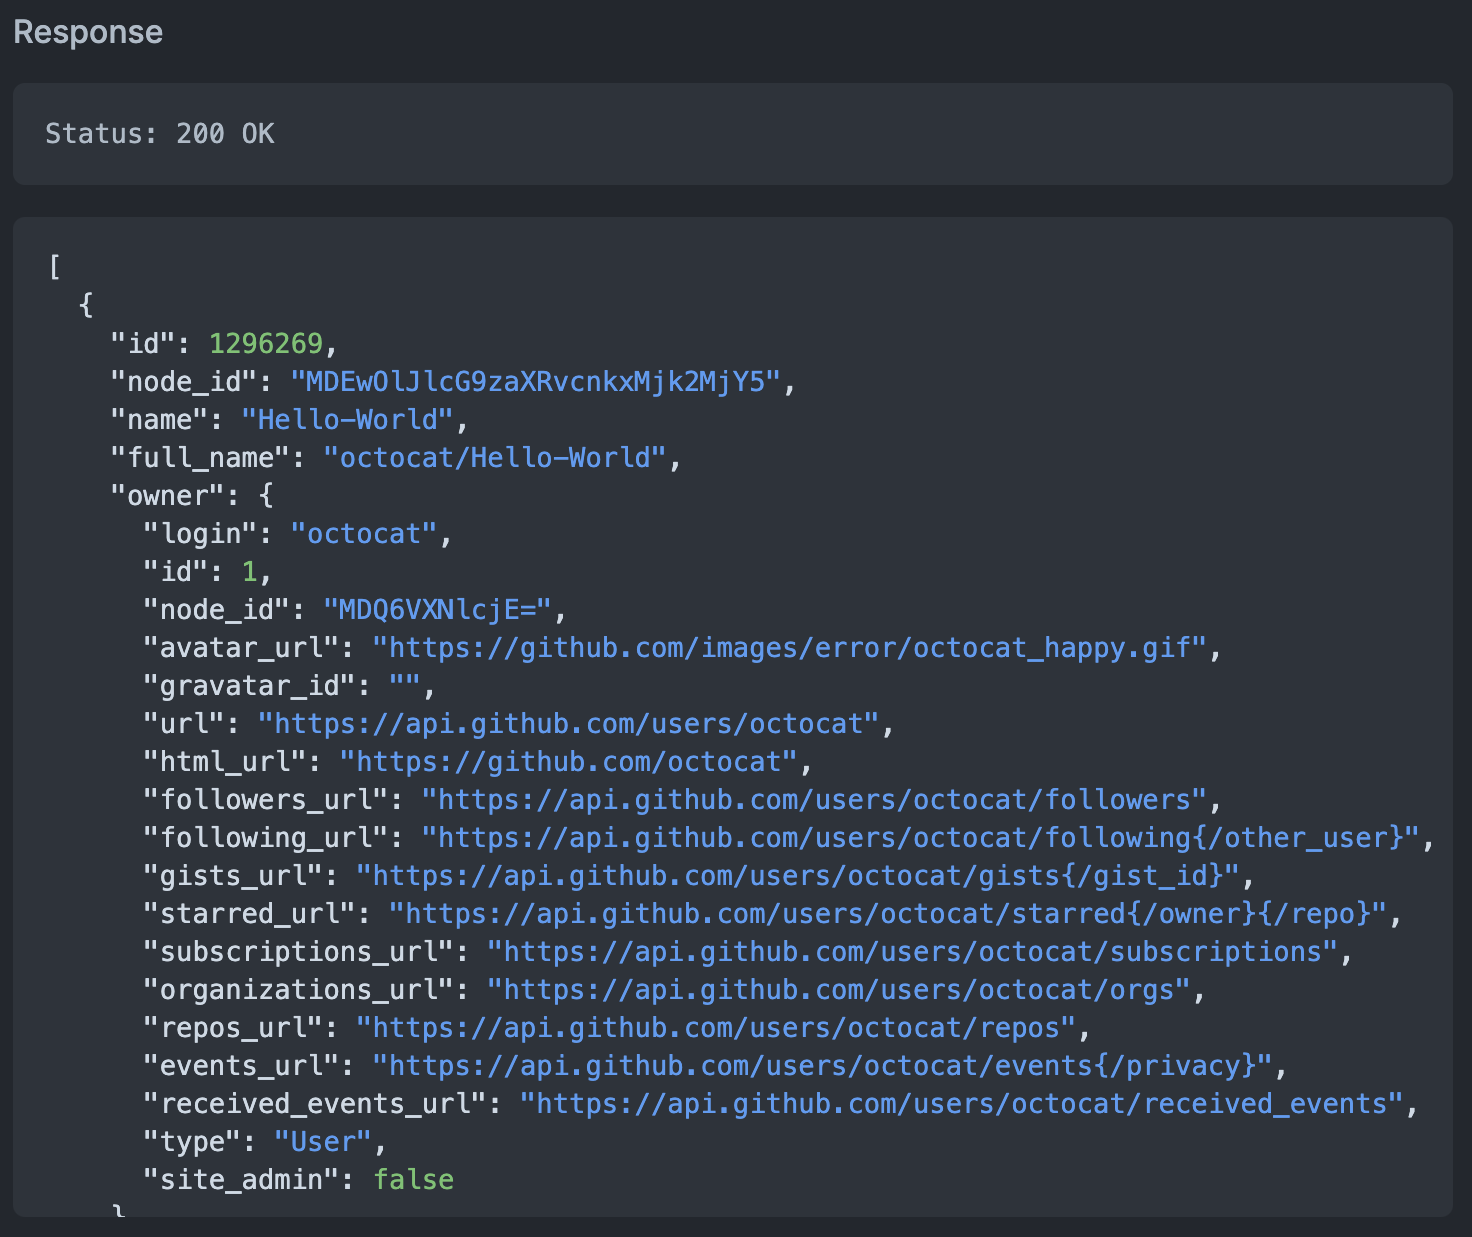 Response
Status: 200 OK
[
  {
    "id": 1296269,
    "node_id": "MDEwOlJlcG9zaXRvcnkxMjk2MjY5",
    "name": "Hello-World",
    "full_name": "octocat/Hello-World",
    "owner": {
      "login": "octocat",
      "id": 1,
      "node_id": "MDQ6VXNlcjE=",
      "avatar_url": "https://github.com/images/error/octocat_happy.gif",
      "gravatar_id": "",
      "url": "https://api.github.com/users/octocat",
      "html_url": "https://github.com/octocat",
      "followers_url": "https://api.github.com/users/octocat/followers",
      "following_url": "https://api.github.com/users/octocat/following{/other_user}",
      "gists_url": "https://api.github.com/users/octocat/gists{/gist_id}",
      "starred_url": "https://api.github.com/users/octocat/starred{/owner}{/repo}",
      "subscriptions_url": "https://api.github.com/users/octocat/subscriptions",
      "organizations_url": "https://api.github.com/users/octocat/orgs",
      "repos_url": "https://api.github.com/users/octocat/repos",
      "events_url": "https://api.github.com/users/octocat/events{/privacy}",
      "received_events_url": "https://api.github.com/users/octocat/received_events",
      "type": "User",
      "site_admin": false
    }